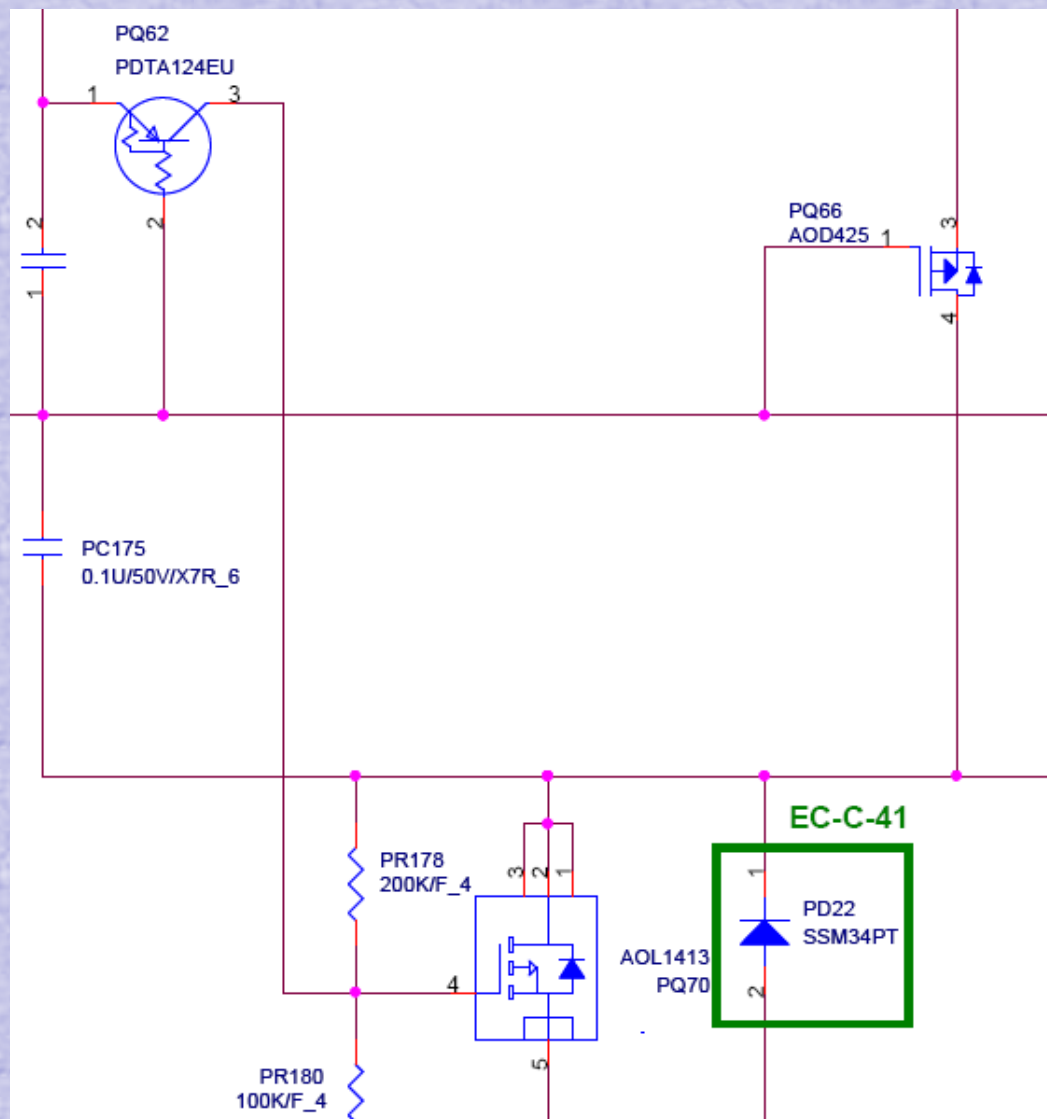 PQ62
PDTA124EU
1
3
2
2
1
PQ66
AOD425
1
3
4
PC175
0.1U/50V/X7R_6
EC-C-41
PR178
200K/F_4
3
2
1
4
AOL1413
PQ70
5
1
PD22
SSM34PT
2
PR180
100K/F_4